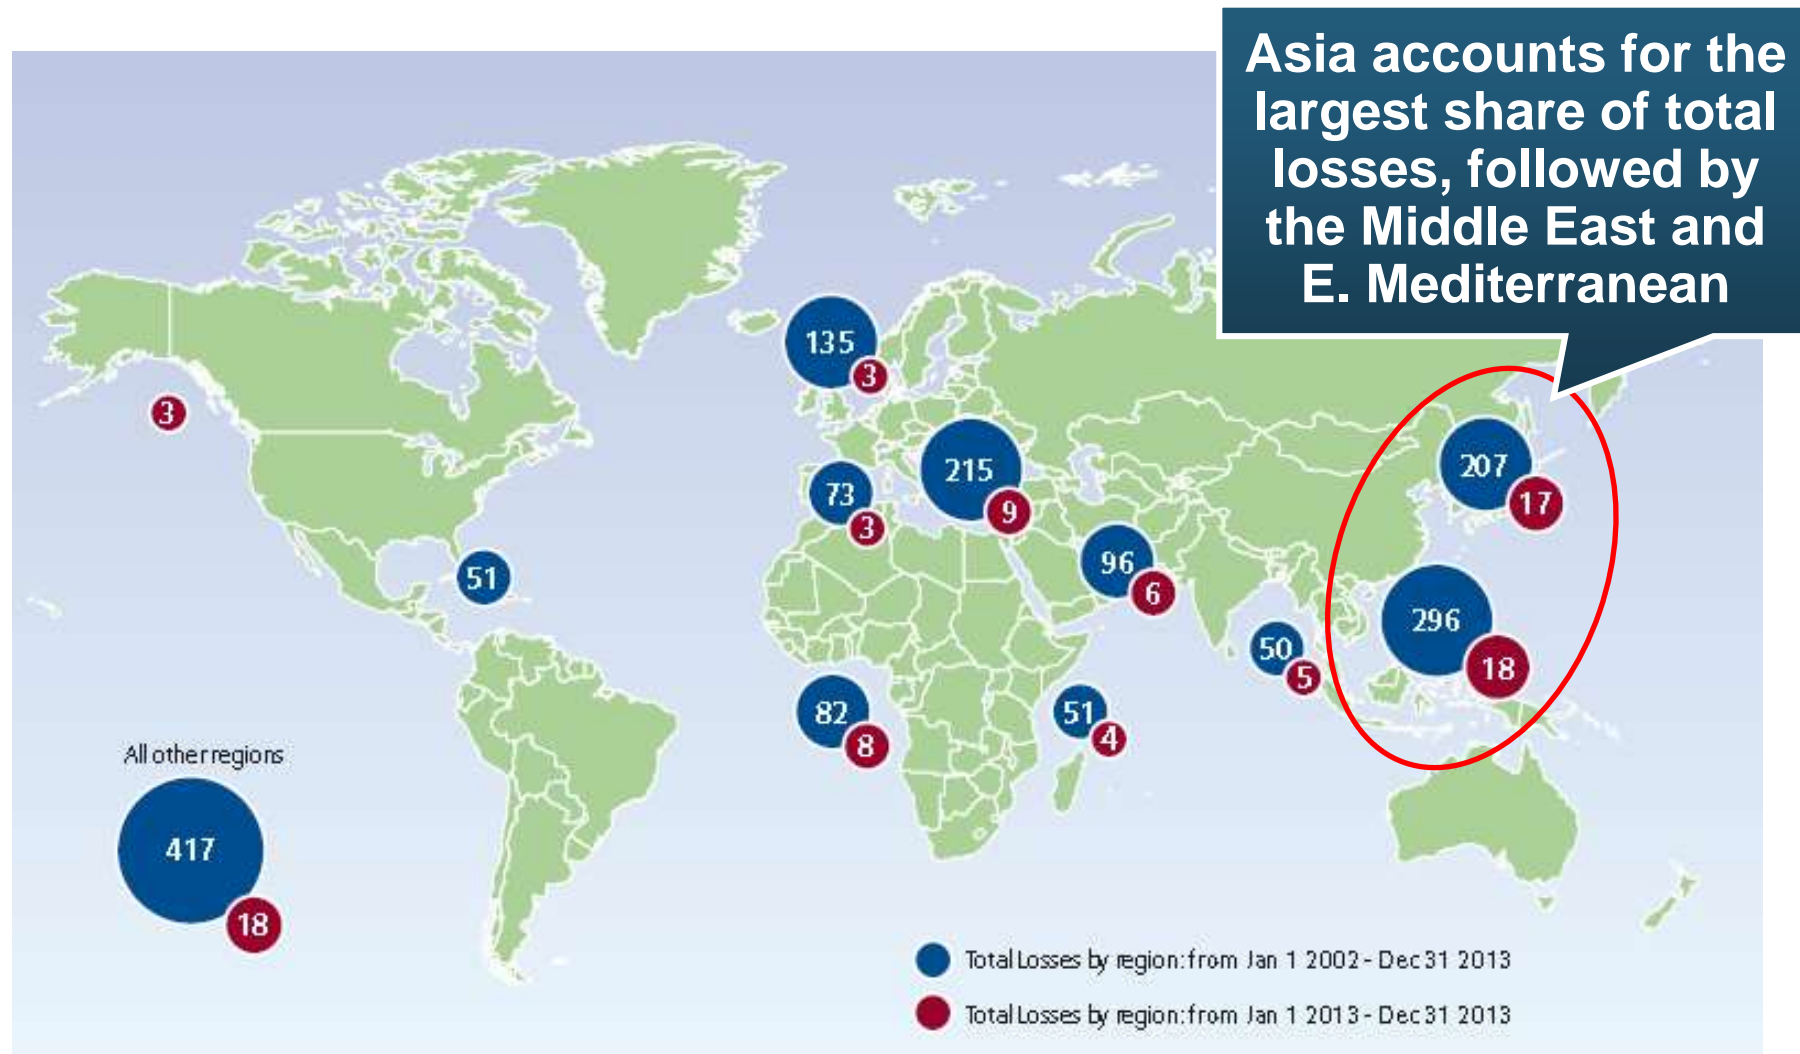 Asia accounts for the
largest share of total
losses, followed by
the Middle East and
E. Mediterranean
135
3
3
207
215
17
73
9
3
96
51
6
296
50
18
5
82
51
8
4
All other regions
417
18
Total Losses by region: from Jan 1 2002 - Dec 31 2013
Total Losses by region: from Jan 1 2013 - Dec 31 2013